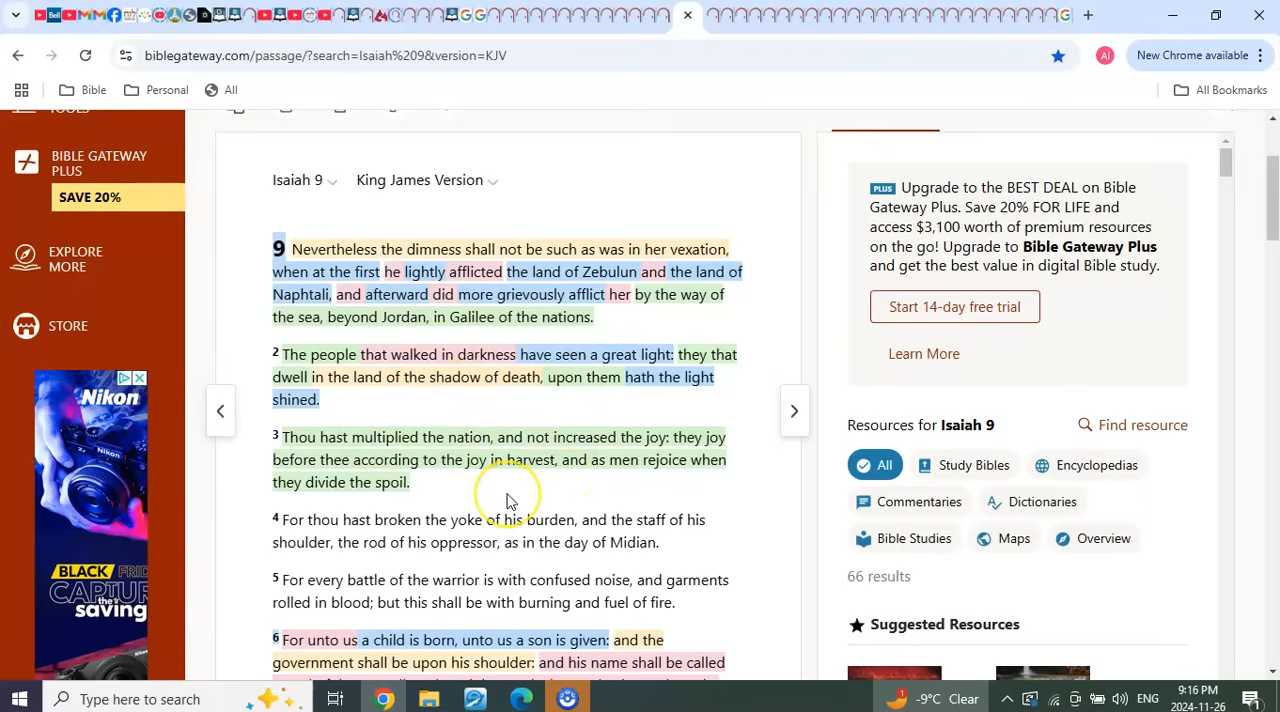 biblegateway.com/passage/?search=Isaiah%209&version=KJV
AI
New Chrome available
Bible
Personal
All
All Bookmarks
TOOLS
BIBLE GATEWAY
PLUS
SAVE 20%
EXPLORE
MORE
STORE
Nikon
BLACK
CAPTURE
the saving
Isaiah 9
King James Version
9 Nevertheless the dimness shall not be such as was in her vexation,
when at the first he lightly afflicted the land of Zebulun and the land of
Naphtali, and afterward did more grievously afflict her by the way of
the sea, beyond Jordan, in Galilee of the nations.
2 The people that walked in darkness have seen a great light: they that
dwell in the land of the shadow of death, upon them hath the light
shined.
3 Thou hast multiplied the nation, and not increased the joy: they joy
before thee according to the joy in harvest, and as men rejoice when
they divide the spoil.
4 For thou hast broken the yoke of his burden, and the staff of his
shoulder, the rod of his oppressor, as in the day of Midian.
5 For every battle of the warrior is with confused noise, and garments
rolled in blood; but this shall be with burning and fuel of fire.
6 For unto us a child is born, unto us a son is given: and the
government shall be upon his shoulder: and his name shall be called
PLUS Upgrade to the BEST DEAL on Bible
Gateway Plus. Save 20% FOR LIFE and
access $3,100 worth of premium resources
on the go! Upgrade to Bible Gateway Plus
and get the best value in digital Bible study.
Start 14-day free trial
Learn More
Resources for Isaiah 9
Find resource
All
Study Bibles
Encyclopedias
Commentaries
Dictionaries
Bible Studies
Maps
Overview
66 results
Suggested Resources
Type here to search
-9°C Clear
ENG
9:16 PM
2024-11-26
1